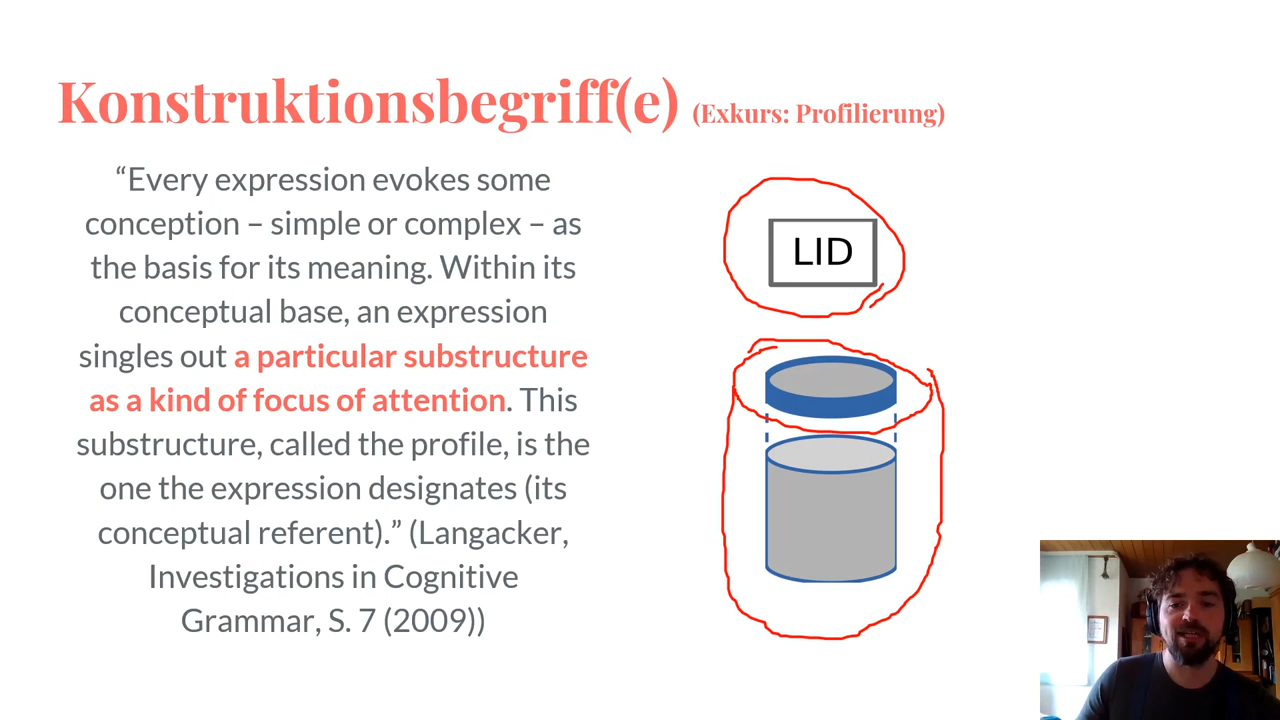 Konstruktionsbegriff(e) (Exkurs: Profilierung)
“Every expression evokes some
conception – simple or complex – as
the basis for its meaning. Within its
conceptual base, an expression
singles out a particular substructure
as a kind of focus of attention. This
substructure, called the profile, is the
one the expression designates (its
conceptual referent).” (Langacker,
Investigations in Cognitive
Grammar, S. 7 (2009))
LID